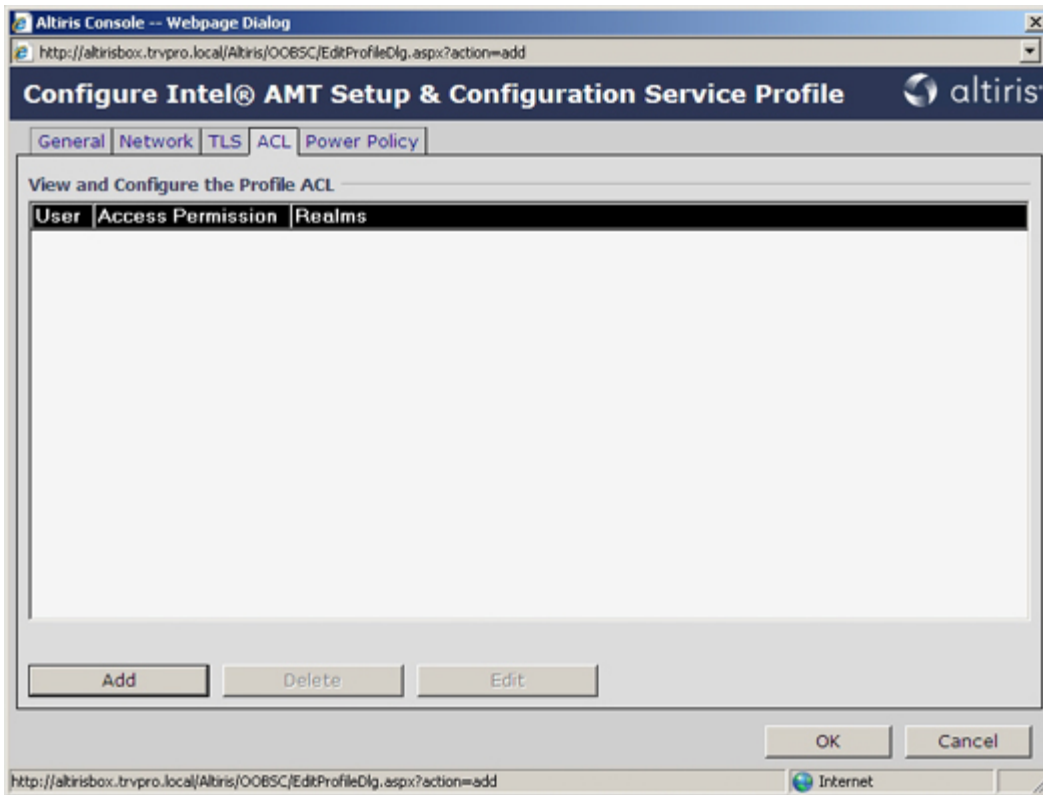 Altiris Console -- Webpage Dialog
http://altirisbox.trvpro.local/Altiris/OOBSC/EditProfileDlg.aspx?action=add
Configure Intel® AMT Setup & Configuration Service Profile altiris
General Network TLS ACL Power Policy
View and Configure the Profile ACL
User Access Permission Realms
Add Delete Edit
OK Cancel
http://altirisbox.trvpro.local/Altiris/OOBSC/EditProfileDlg.aspx?action=add Internet